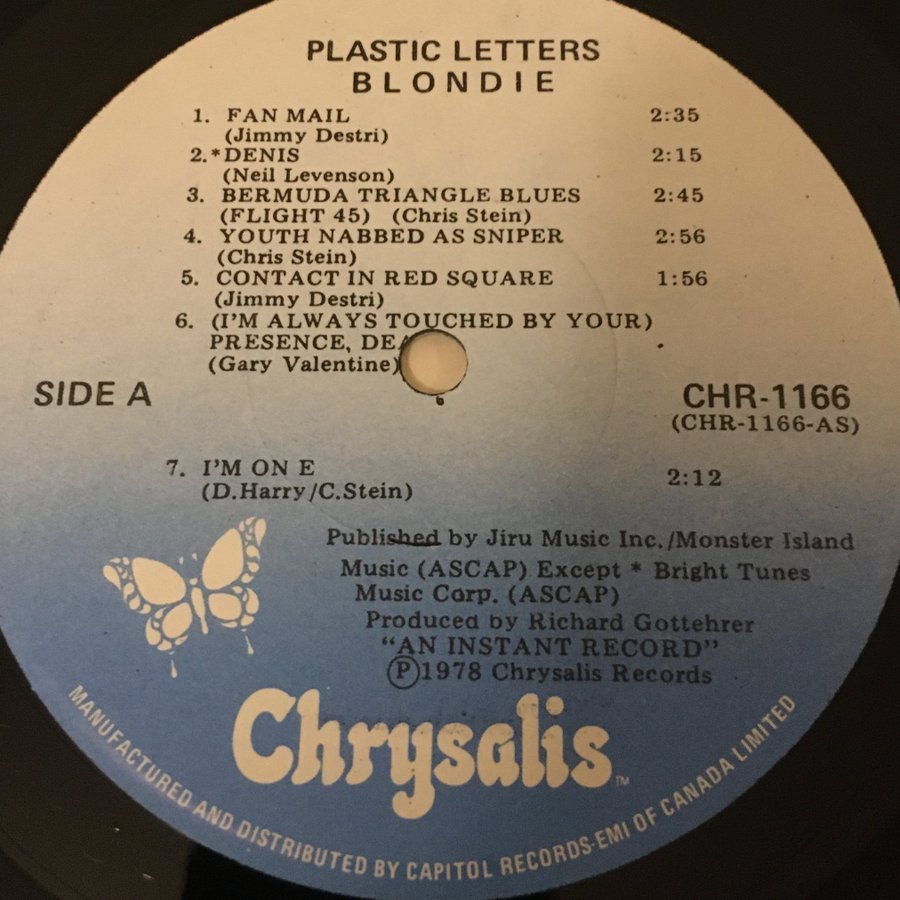 PLASTIC LETTERS
BLONDIE
1. FAN MAIL 2:35
(Jimmy Destri)
2.*DENIS 2:15
(Neil Levenson)
3. BERMUDA TRIANGLE BLUES 2:45
(FLIGHT 45) (Chris Stein)
4. YOUTH NABBED AS SNIPER 2:56
(Chris Stein)
5. CONTACT IN RED SQUARE 1:56
(Jimmy Destri)
6. (I'M ALWAYS TOUCHED BY YOUR)
PRESENCE,
(Gary Valentine)
SIDE A
CHR-1166
(CHR-1166-AS)
7. I'M ON E 2:12
(D.Harry/C.Stein)
Published by Jiru Music Inc./Monster Island
Music (ASCAP) Except * Bright Tunes
Music Corp. (ASCAP)
Produced by Richard Gottehrer
"AN INSTANT RECORD"
Ⓟ1978 Chrysalis Records
Chrysalis™
MANUFACTURED AND DISTRIBUTED BY CAPITOL RECORDS-EMI OF CANADA LIMITED